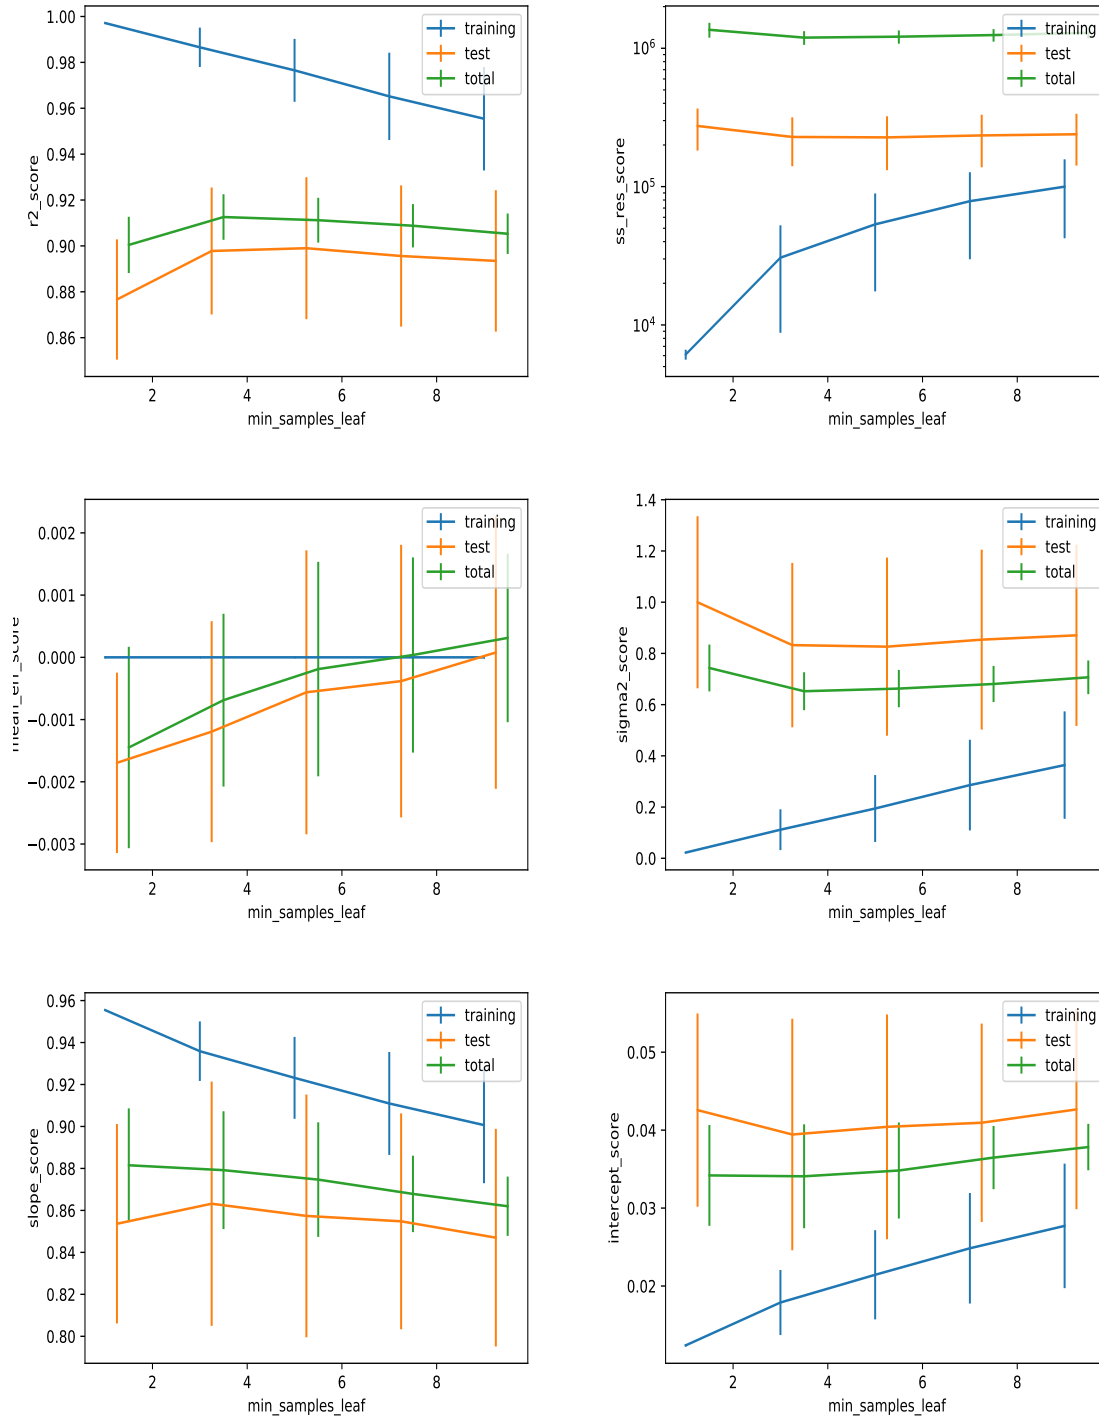 1.00
0.98
0.96
0.94
0.92
0.90
0.88
0.86
r2_score
2 4 6 8
min_samples_leaf
training
test
total
10^6
10^5
10^4
ss_res_score
2 4 6 8
min_samples_leaf
training
test
total
0.002
0.001
0.000
−0.001
−0.002
−0.003
mean_err_score
2 4 6 8
min_samples_leaf
training
test
total
1.4
1.2
1.0
0.8
0.6
0.4
0.2
0.0
sigma2_score
2 4 6 8
min_samples_leaf
training
test
total
0.96
0.94
0.92
0.90
0.88
0.86
0.84
0.82
0.80
slope_score
2 4 6 8
min_samples_leaf
training
test
total
0.05
0.04
0.03
0.02
intercept_score
2 4 6 8
min_samples_leaf
training
test
total